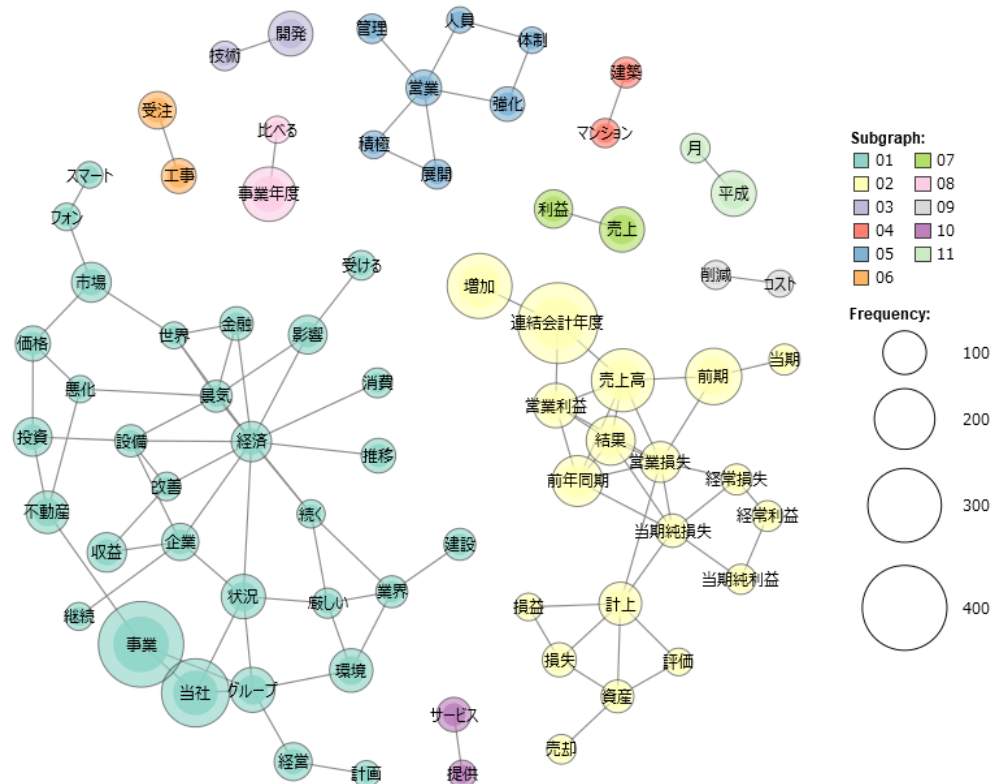 開発
技術
管理
人員
体制
営業
強化
積極
展開
建築
マンション
受注
工事
比べる
事業年度
月
平成
利益
売上
削減
コスト
スマート
フォン
市場
受ける
世界
金融
影響
価格
悪化
景気
消費
投資
設備
経済
推移
改善
不動産
続く
収益
企業
建設
状況
厳しい
業界
継続
事業
当社
グループ
環境
経営
計画
増加
連結会計年度
売上高
前期
当期
営業利益
結果
営業損失
前年同期
経常損失
経常利益
当期純損失
当期純利益
損益
計上
損失
評価
資産
売却
サービス
提供
Subgraph:
01
07
02
08
03
09
04
10
05
11
06
Frequency:
100
200
300
400